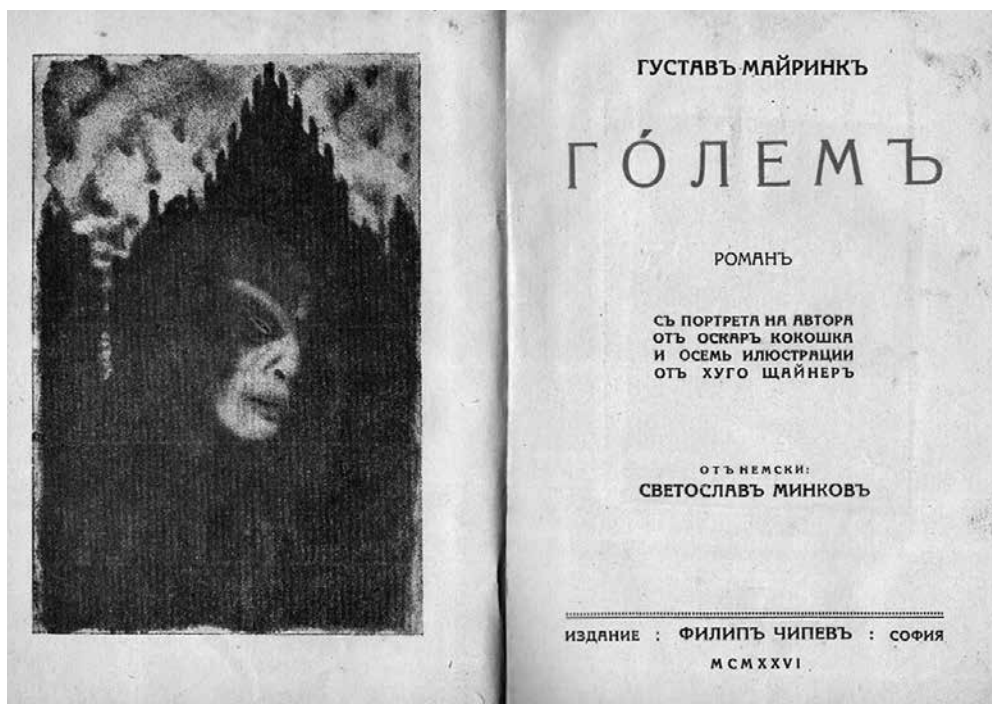 ГУСТАВЪ МАЙРИНКЪ
ГО́ЛЕМЪ
РОМАНЪ
СЪ ПОРТРЕТА НА АВТОРА
ОТЪ ОСКАРЪ КОКОШКА
И ОСЕМЬ ИЛЮСТРАЦИИ
ОТЪ ХУГО ЩАЙНЕРЪ
ОТЪ НЕМСКИ:
СВЕТОСЛАВЪ МИНКОВЪ
ИЗДАНИЕ : ФИЛИПЪ ЧИПЕВЪ : СОФИЯ
MCMXXVI